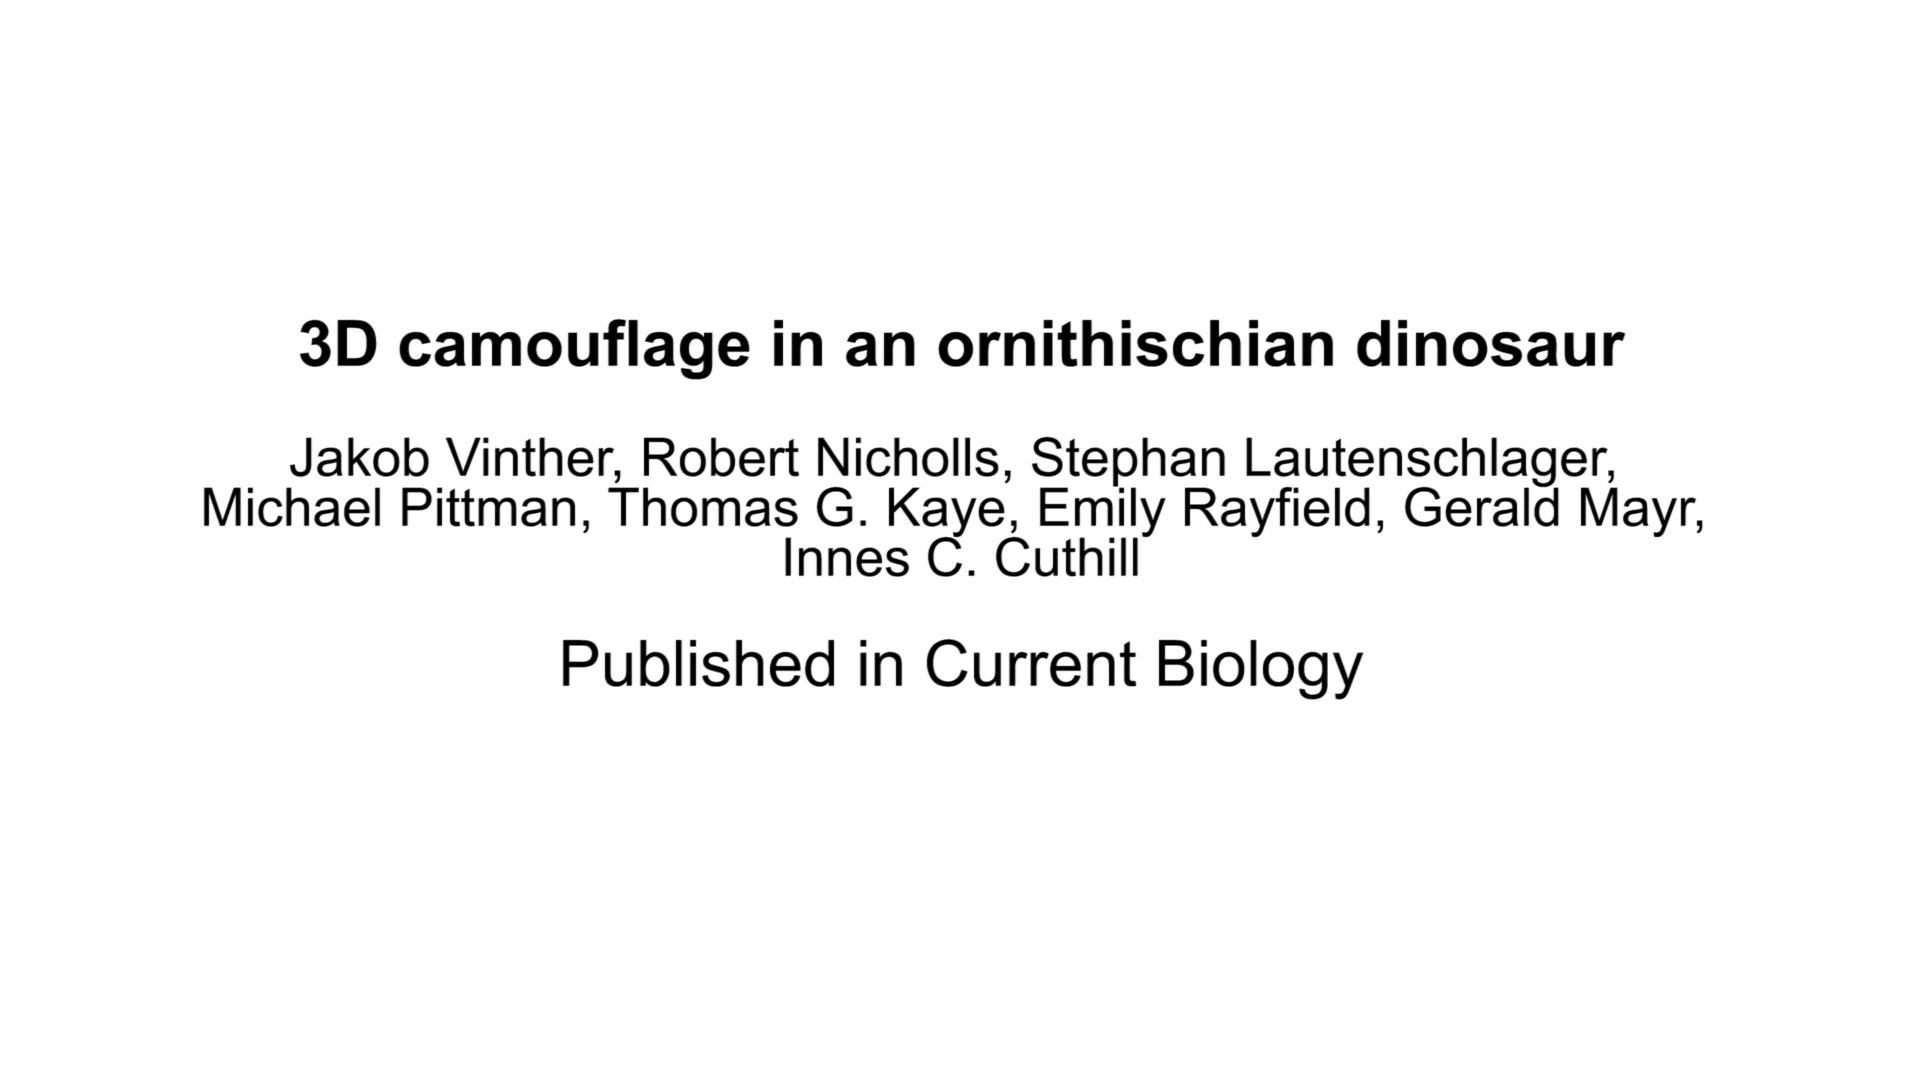 3D camouflage in an ornithischian dinosaur
Jakob Vinther, Robert Nicholls, Stephan Lautenschlager,
Michael Pittman, Thomas G. Kaye, Emily Rayfield, Gerald Mayr,
Innes C. Cuthill
Published in Current Biology